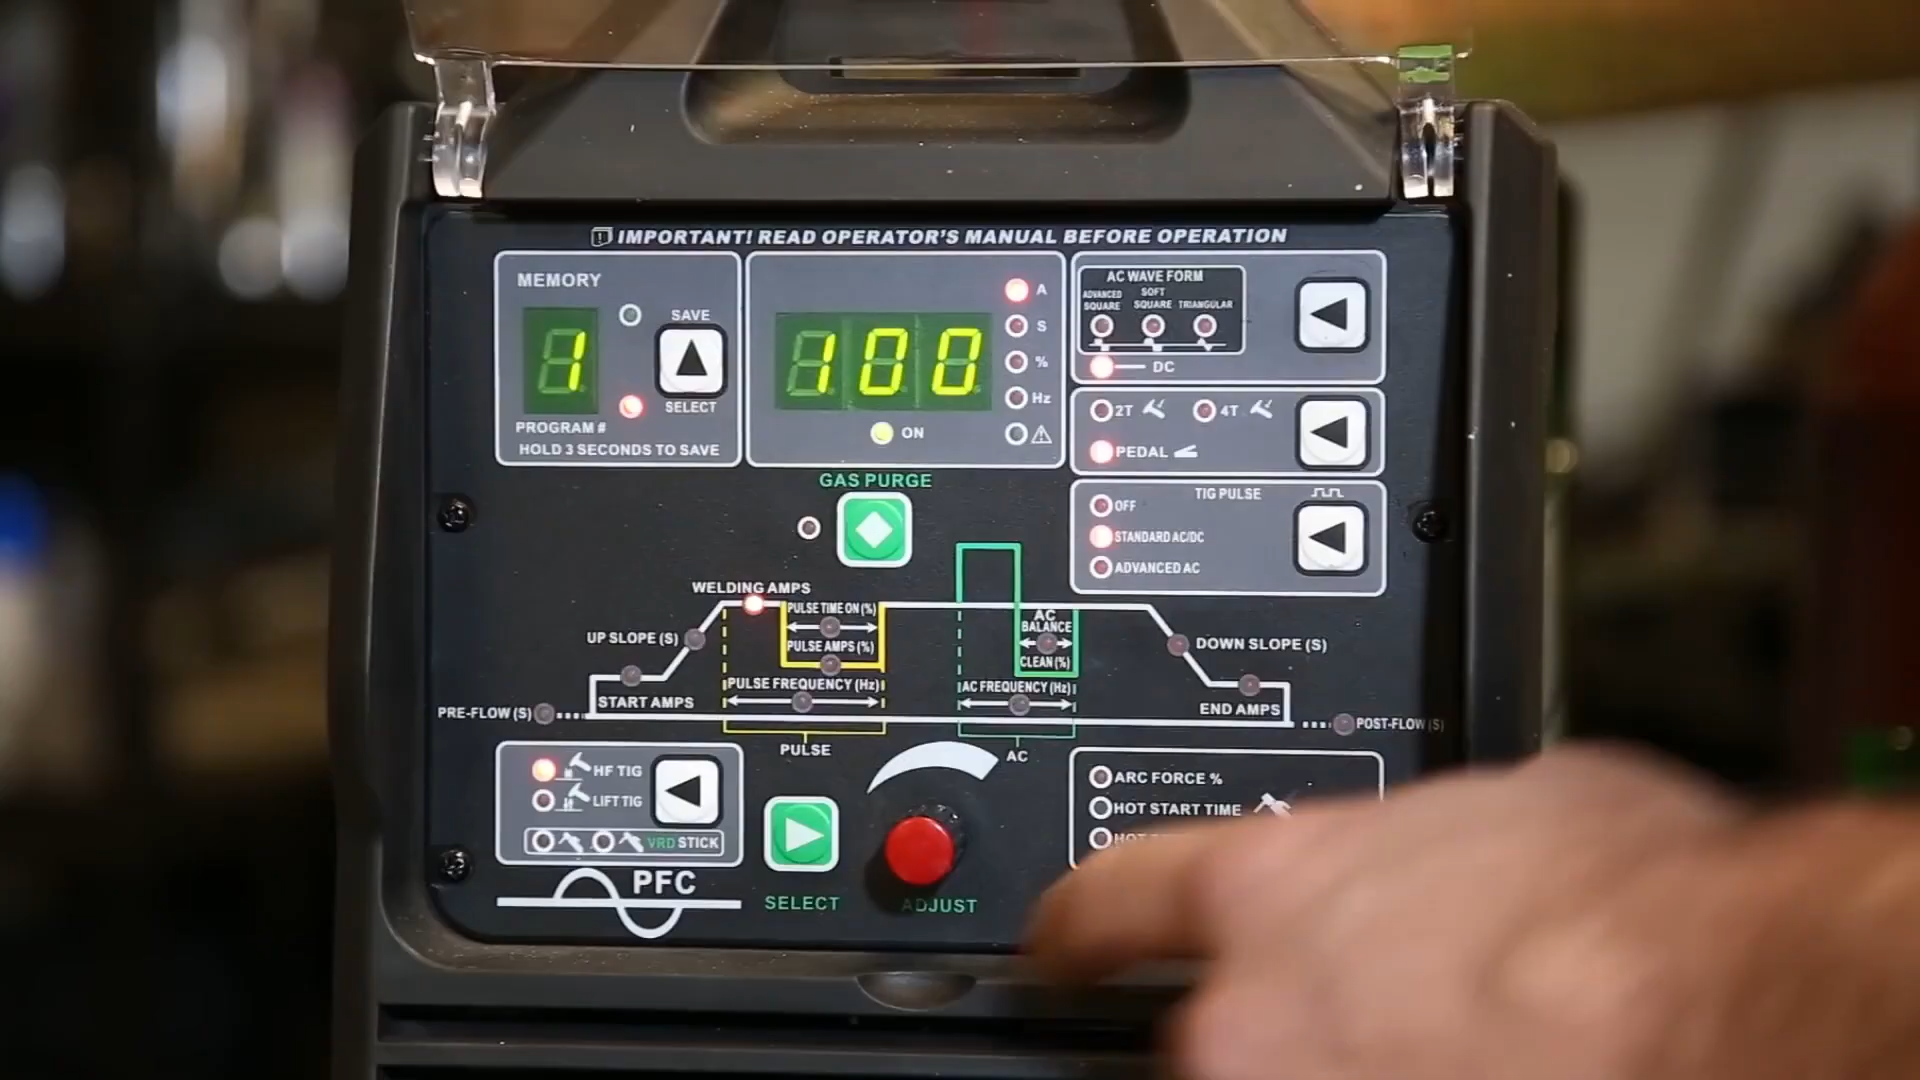 IMPORTANT! READ OPERATOR'S MANUAL BEFORE OPERATION
MEMORY
SAVE
1
SELECT
PROGRAM #
HOLD 3 SECONDS TO SAVE
100
A
S
%
Hz
ON
AC WAVE FORM
ADVANCED SQUARE
SOFT SQUARE
TRIANGULAR
DC
2T
4T
PEDAL
TIG PULSE
OFF
STANDARD AC/DC
ADVANCED AC
GAS PURGE
WELDING AMPS
PULSE TIME ON (%)
PULSE AMPS (%)
UP SLOPE (S)
PULSE FREQUENCY (Hz)
START AMPS
PRE-FLOW (S)
PULSE
AC
BALANCE
CLEAN (%)
AC FREQUENCY (Hz)
AC
DOWN SLOPE (S)
END AMPS
POST-FLOW (S)
HF TIG
LIFT TIG
VRD STICK
PFC
SELECT
ADJUST
ARC FORCE %
HOT START TIME